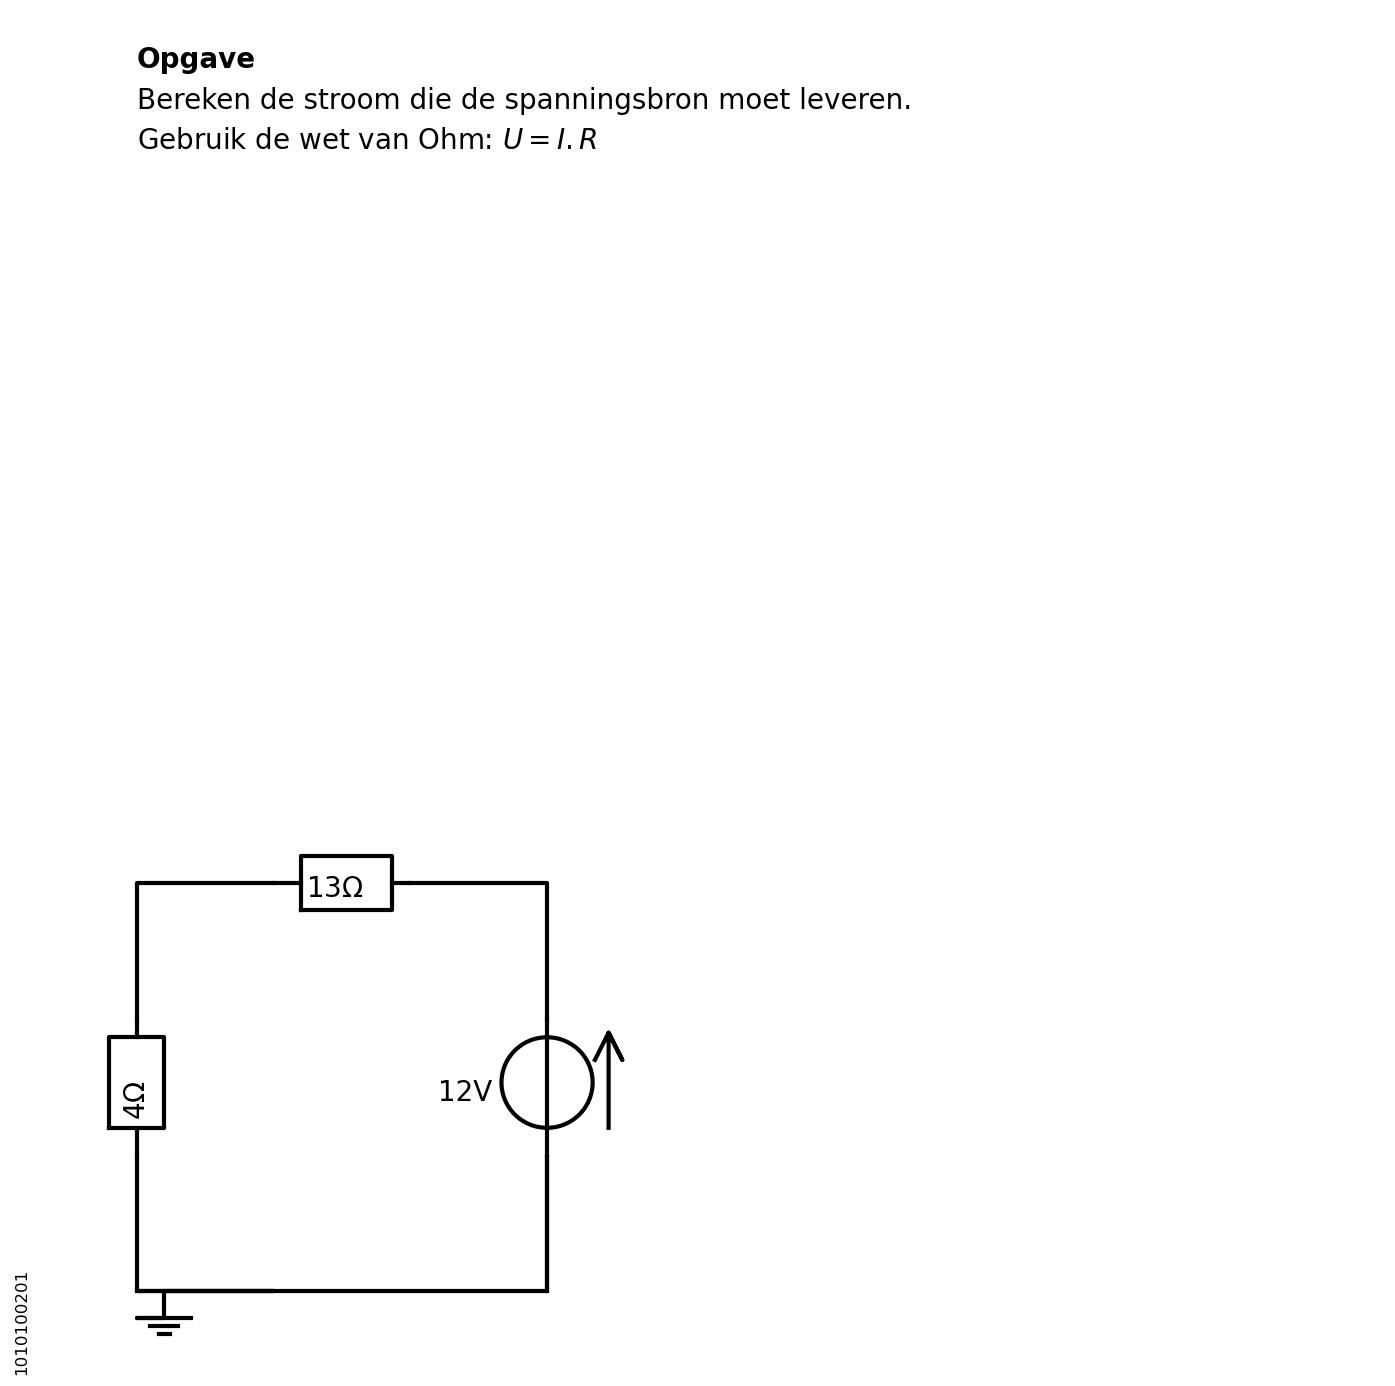 Opgave
Bereken de stroom die de spanningsbron moet leveren.
Gebruik de wet van Ohm: U = I.R
13Ω
4Ω
12V
1010100201